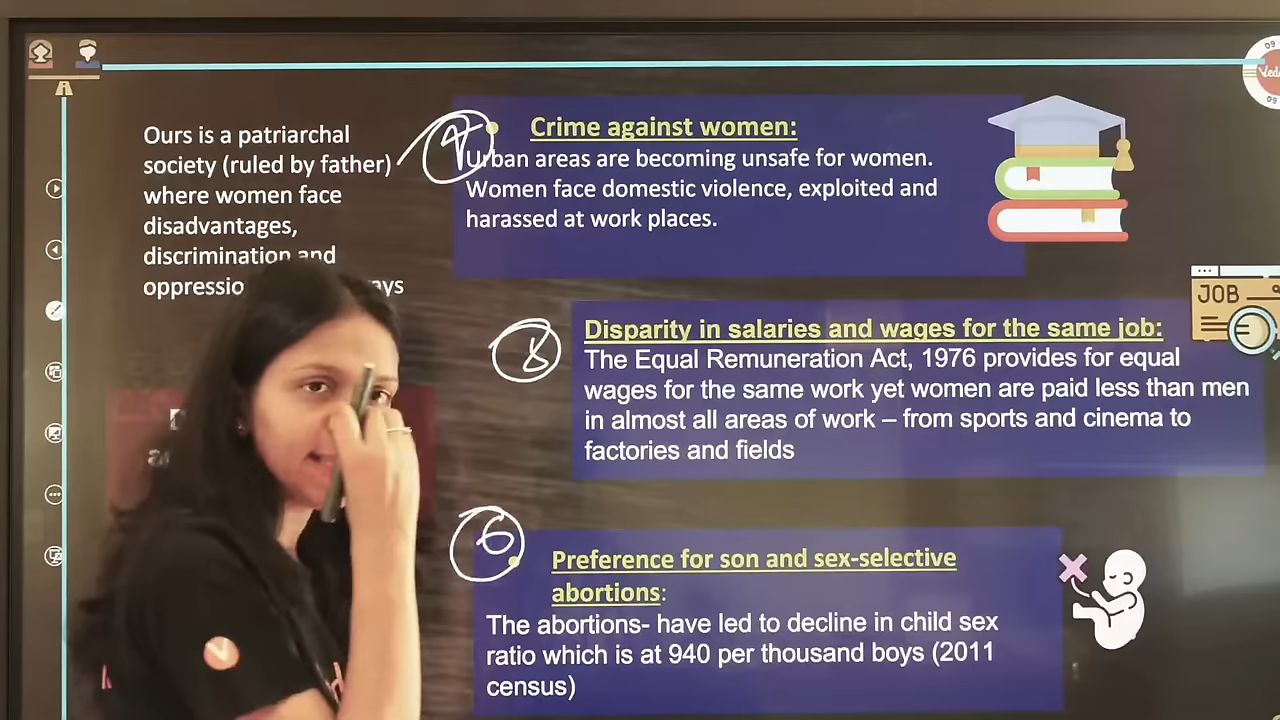 Ours is a patriarchal
society (ruled by father)
where women face
disadvantages,
discrimination and
Crime against women:
Urban areas are becoming unsafe for women.
Women face domestic violence, exploited and
harassed at work places.
JOB
8
Disparity in salaries and wages for the same job:
The Equal Remuneration Act, 1976 provides for equal
wages for the same work yet women are paid less than men
in almost all areas of work – from sports and cinema to
factories and fields
6
Preference for son and sex-selective
abortions:
The abortions- have led to decline in child sex
ratio which is at 940 per thousand boys (2011
census)